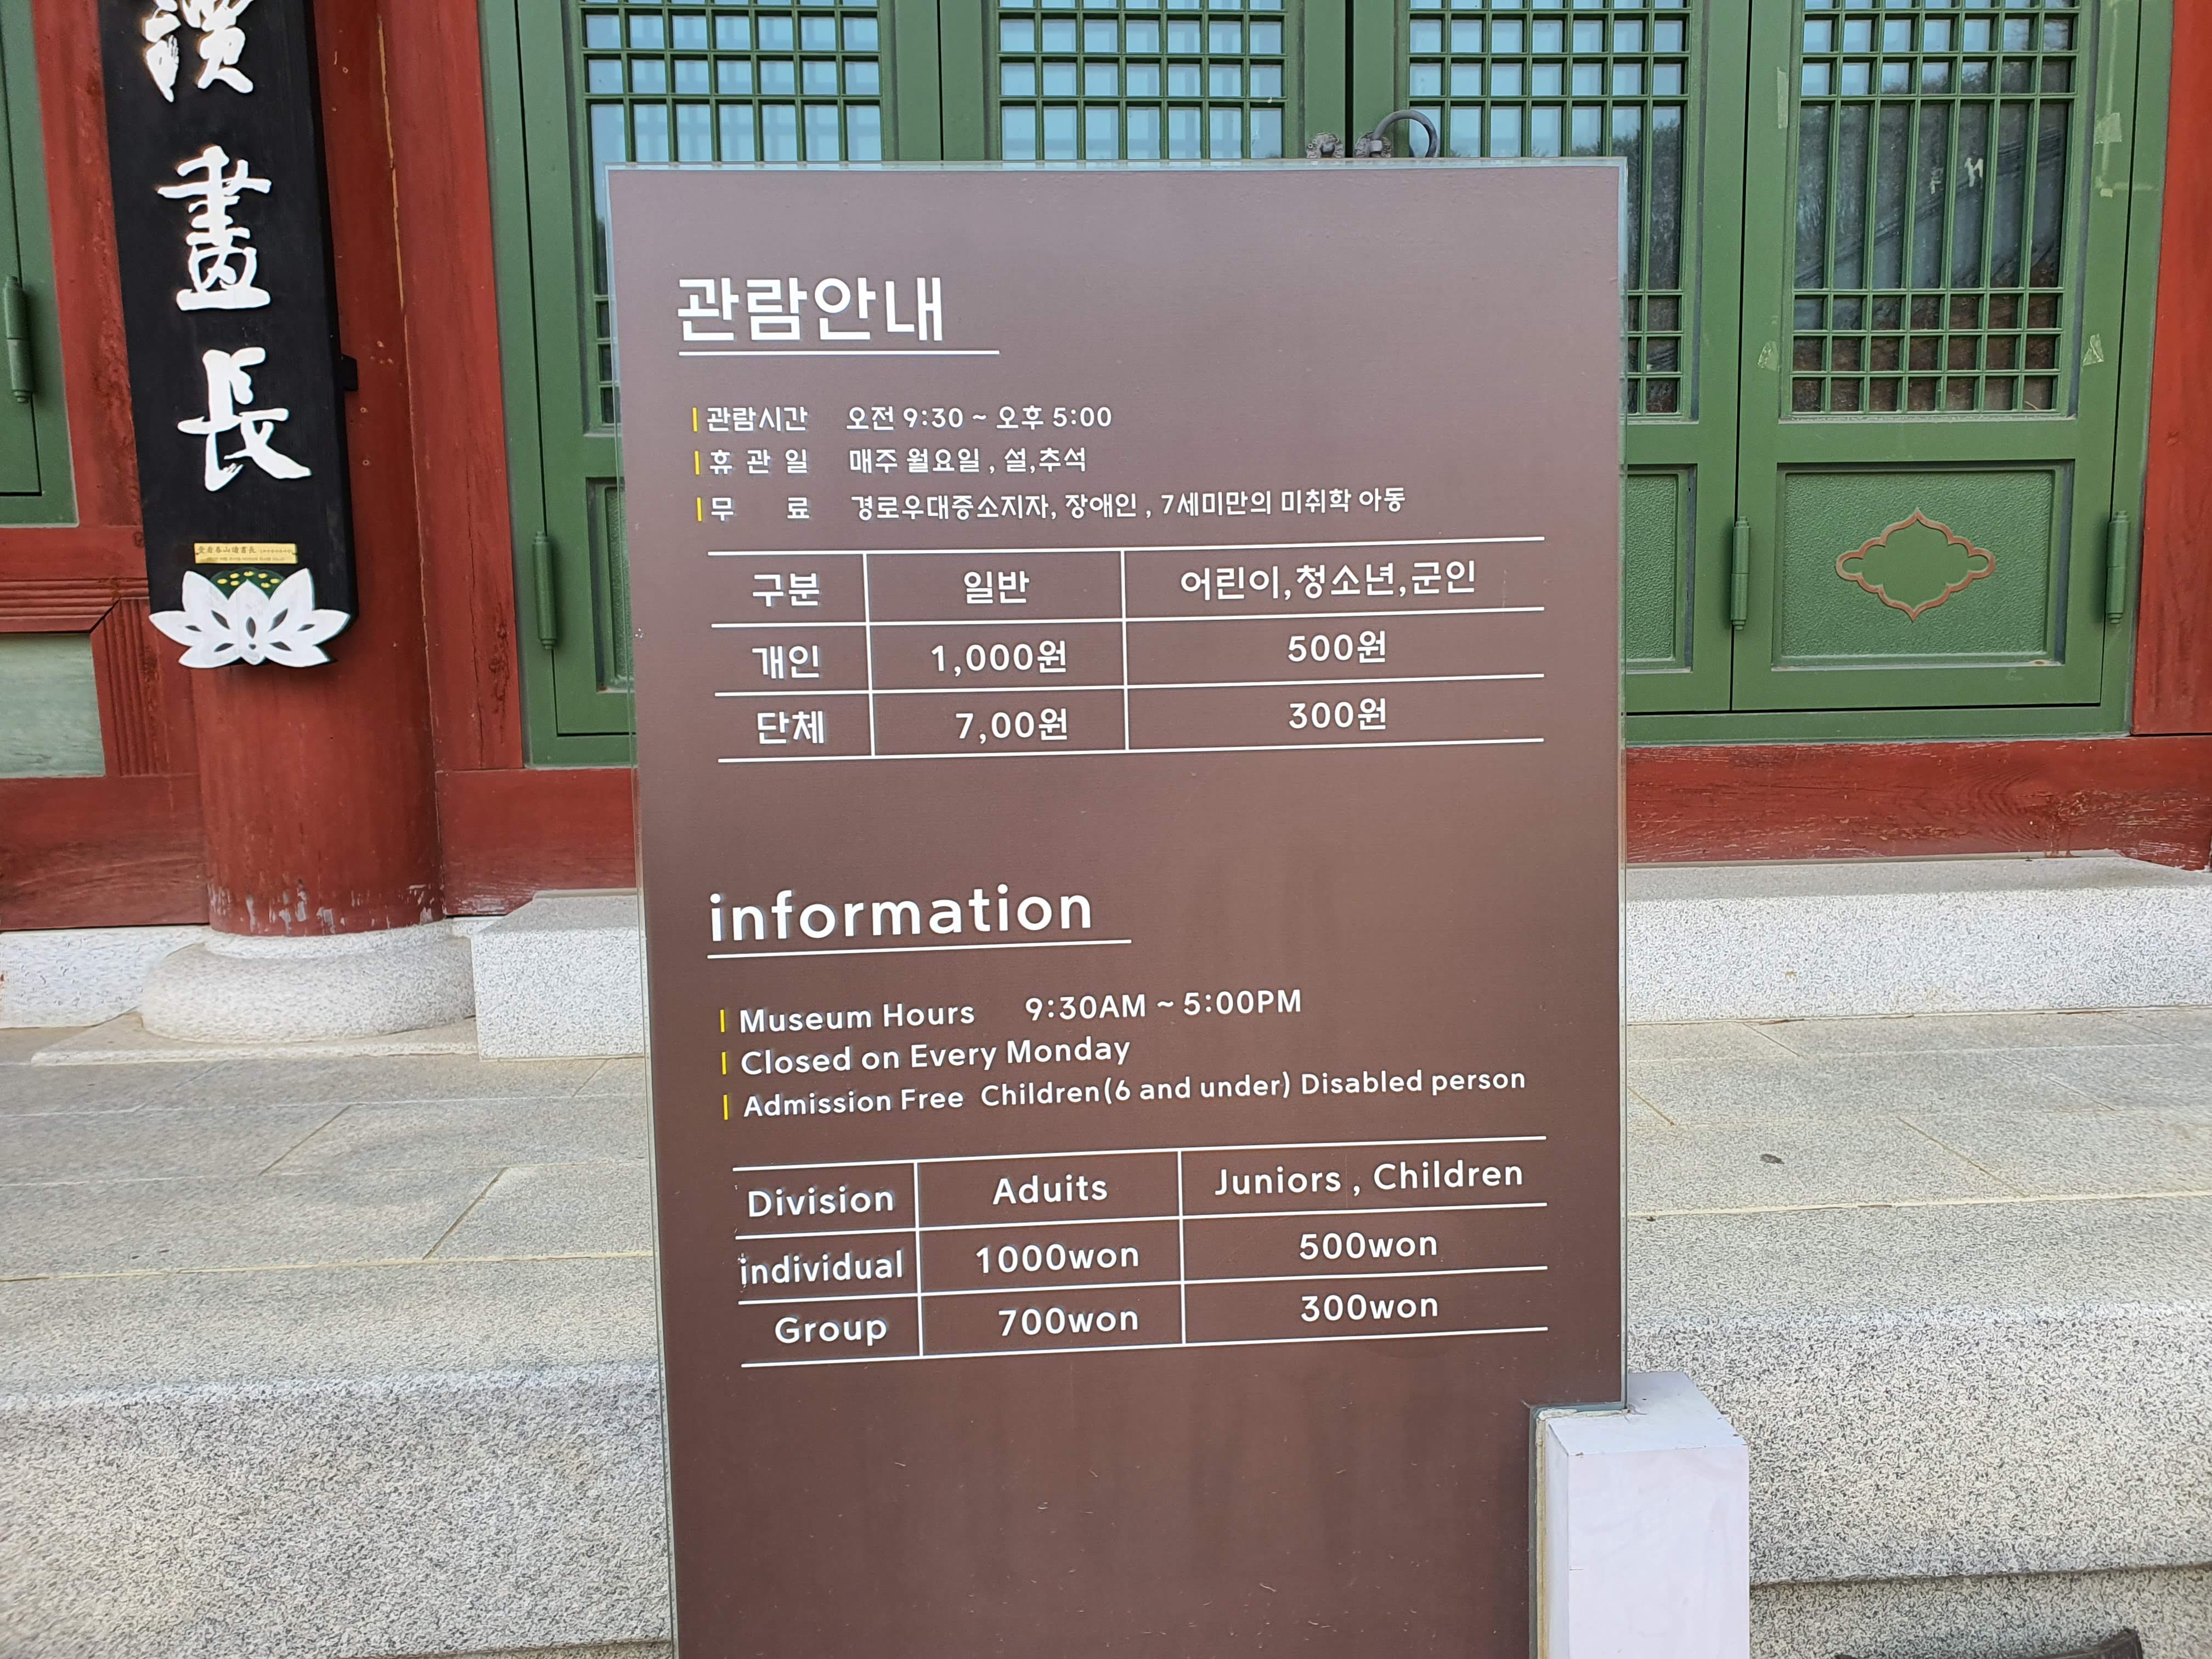 讀
晝
長
관람안내
관람시간 오전 9:30 ~ 오후 5:00
휴 관 일 매주 월요일 , 설,추석
무 료 경로우대증소지자, 장애인 , 7세미만의 미취학 아동
구분 일반 어린이,청소년,군인
개인 1,000원 500원
단체 7,00원 300원
information
Museum Hours 9:30AM ~ 5:00PM
Closed on Every Monday
Admission Free Children(6 and under) Disabled person
Division Aduits Juniors , Children
individual 1000won 500won
Group 700won 300won